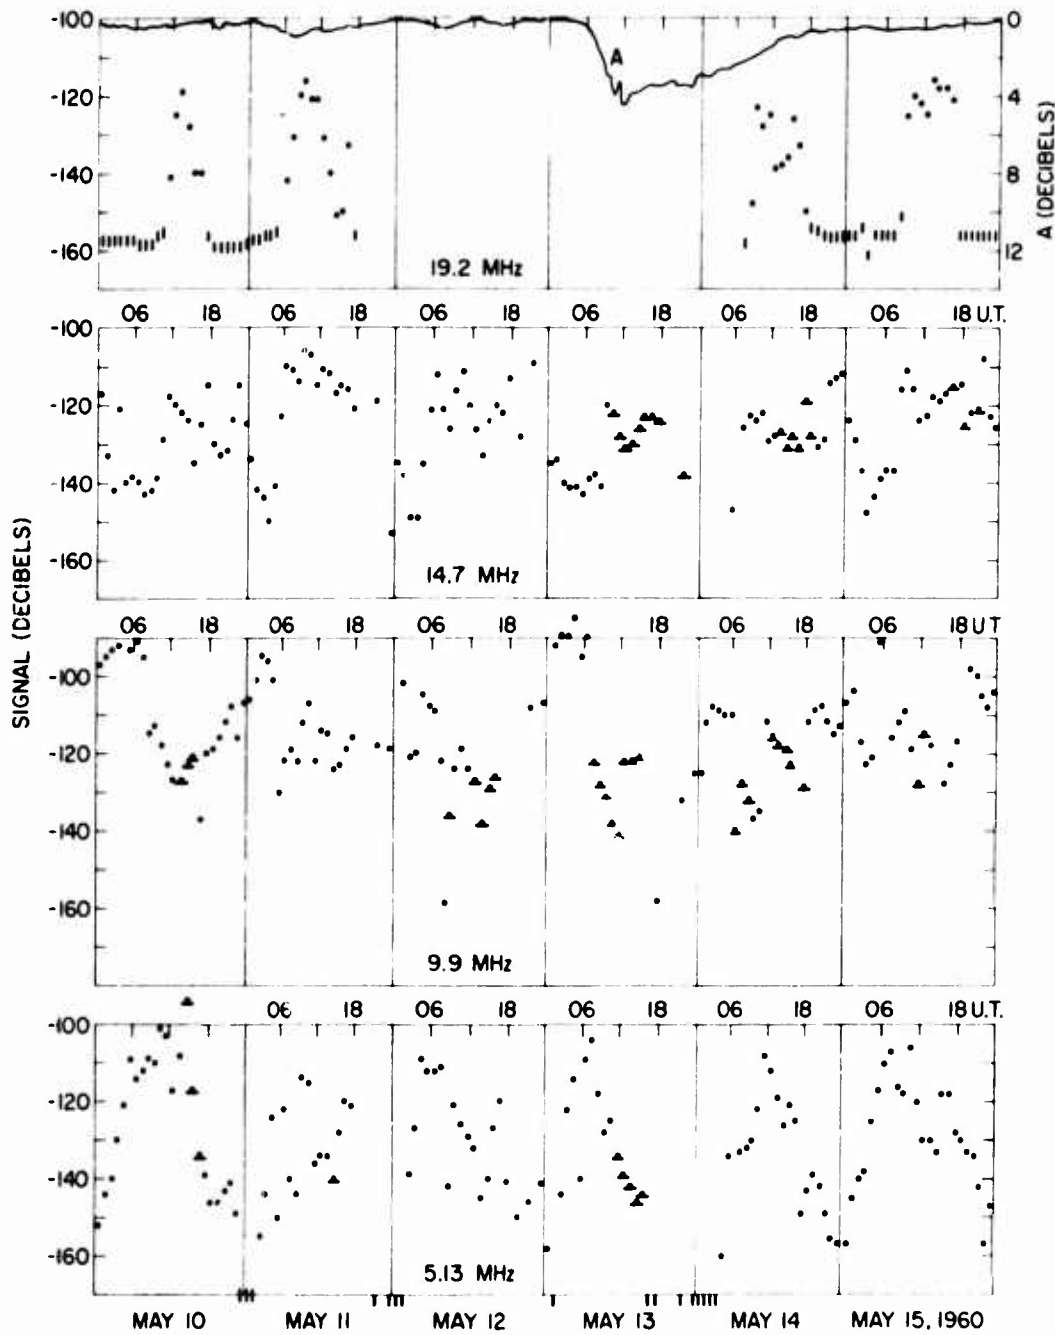 -100
-120
-140
-160
0
4
8
12
A
A (DECIBELS)
19.2 MHz
06 18 06 18 06 18 06 18 06 18 06 18 U.T.
-100
-120
-140
-160
14.7 MHz
SIGNAL (DECIBELS)
06 18 06 18 06 18 06 18 06 18 06 18 U T
-100
-120
-140
-160
9.9 MHz
06 18 06 18 06 18 06 18 06 18 06 18 U.T.
-100
-120
-140
-160
5.13 MHz
MAY 10 MAY 11 MAY 12 MAY 13 MAY 14 MAY 15, 1960